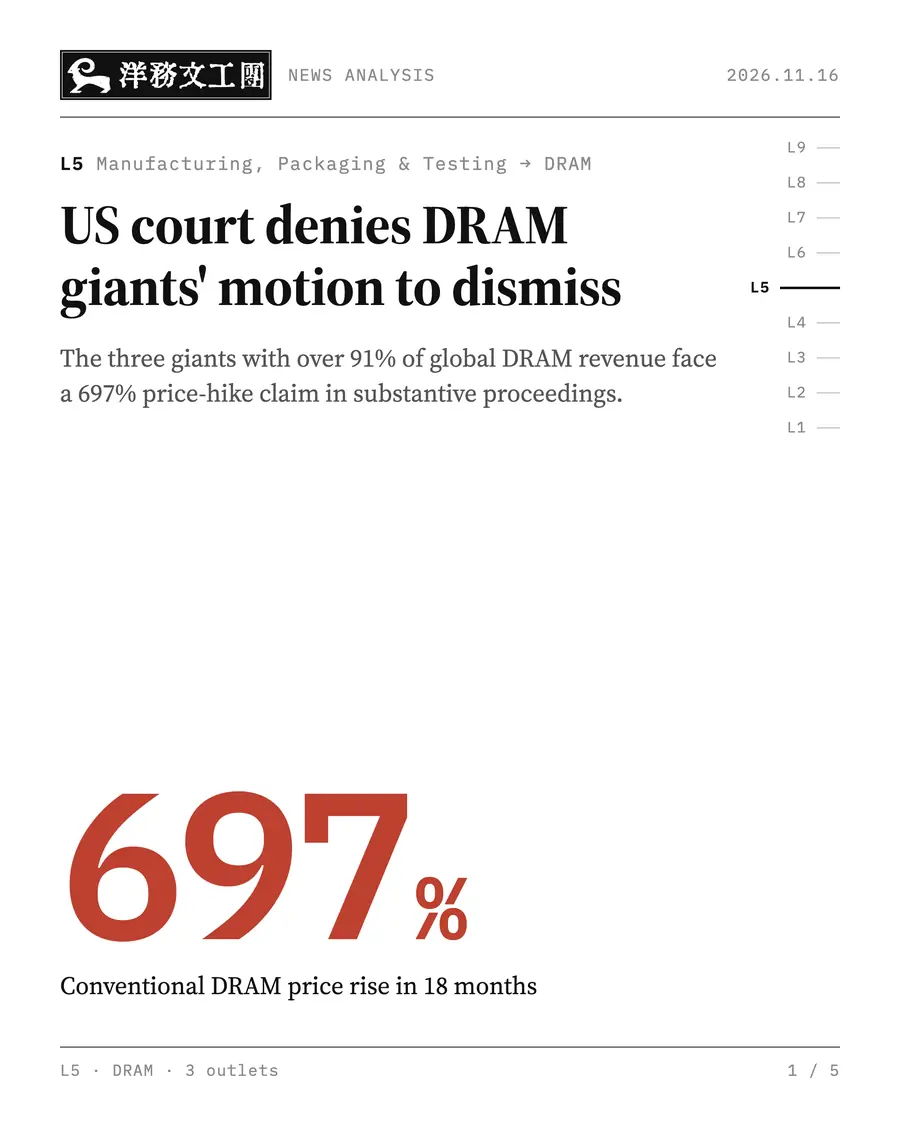 洋務文工團 NEWS ANALYSIS 2026.11.16
L5 Manufacturing, Packaging & Testing → DRAM
US court denies DRAM
giants' motion to dismiss
The three giants with over 91% of global DRAM revenue face
a 697% price-hike claim in substantive proceedings.
L9
L8
L7
L6
L5
L4
L3
L2
L1
697%
Conventional DRAM price rise in 18 months
L5 · DRAM · 3 outlets 1 / 5